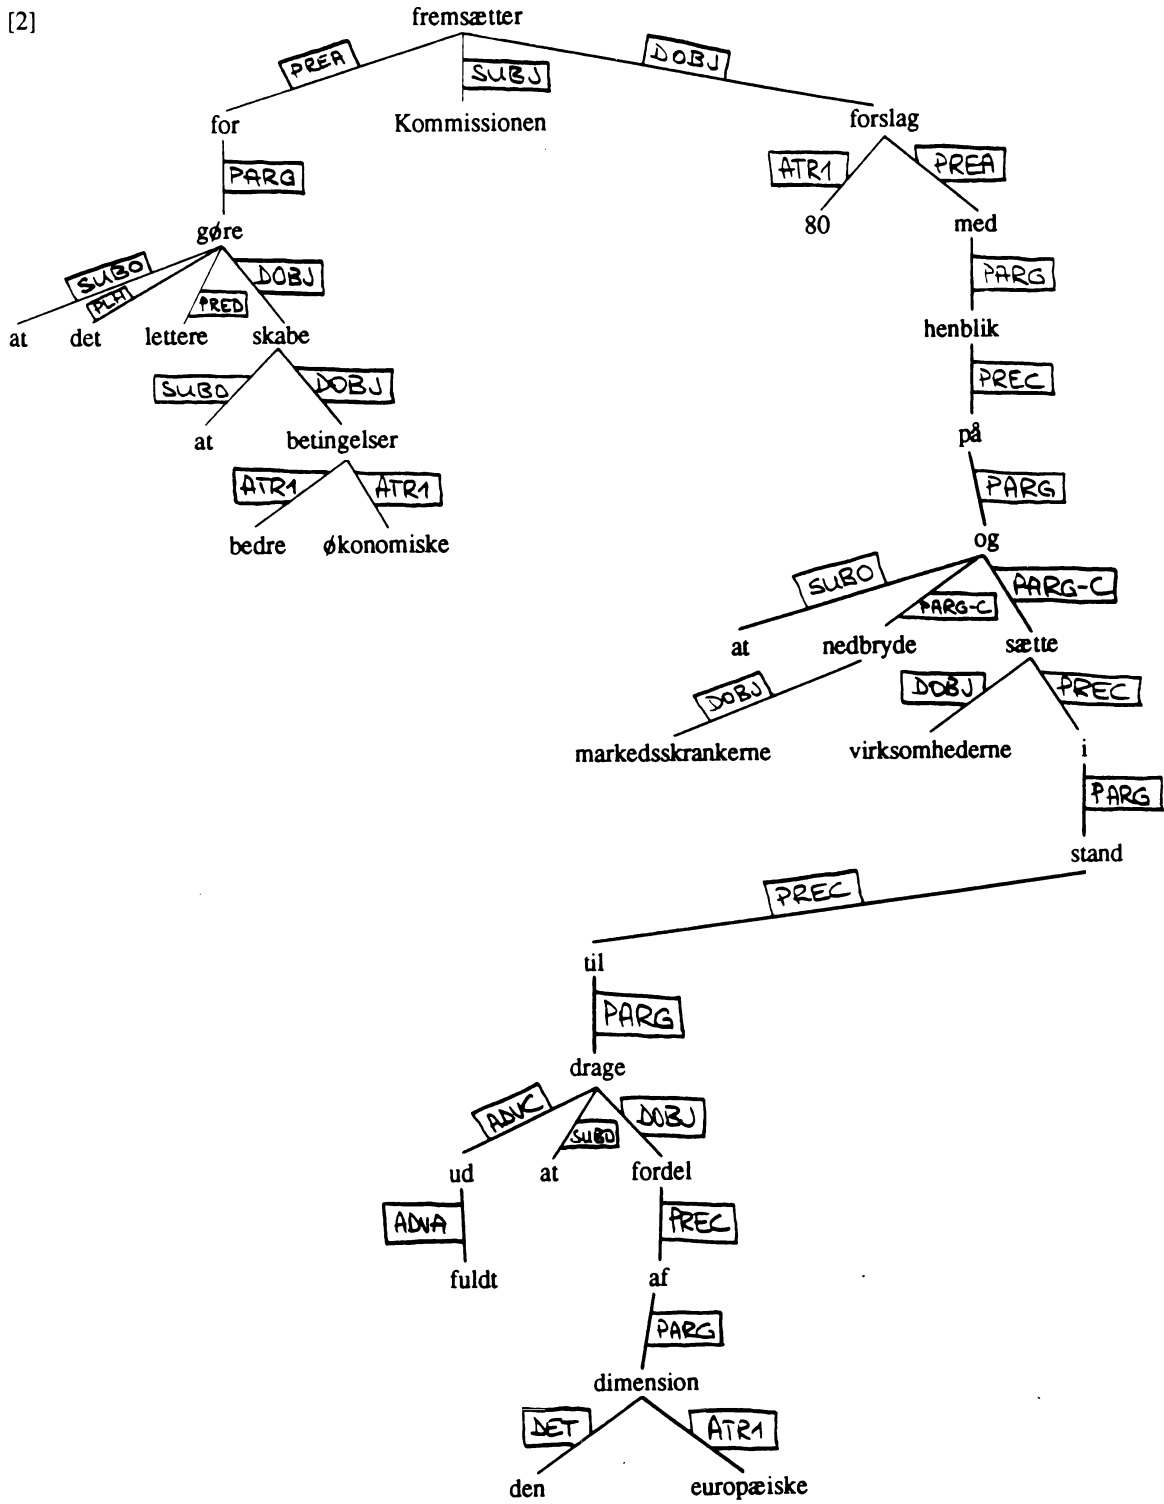 [2]
fremsætter
PREA
SUBJ
DOBJ
for
Kommissionen
forslag
PARG
ATR1
PREA
gøre
80
med
SUBO
PLH
PRED
DOBJ
PARG
at
det
lettere
skabe
henblik
SUBO
DOBJ
PREC
at
betingelser
på
ATR1
ATR1
PARG
bedre
økonomiske
og
SUBO
PARG-C
PARG-C
at
nedbryde
sætte
DOBJ
DOBJ
PREC
markedsskrankerne
virksomhederne
i
PARG
stand
PREC
til
PARG
drage
ADVC
SUBO
DOBJ
ud
at
fordel
ADVA
PREC
fuldt
af
PARG
dimension
DET
ATR1
den
europæiske